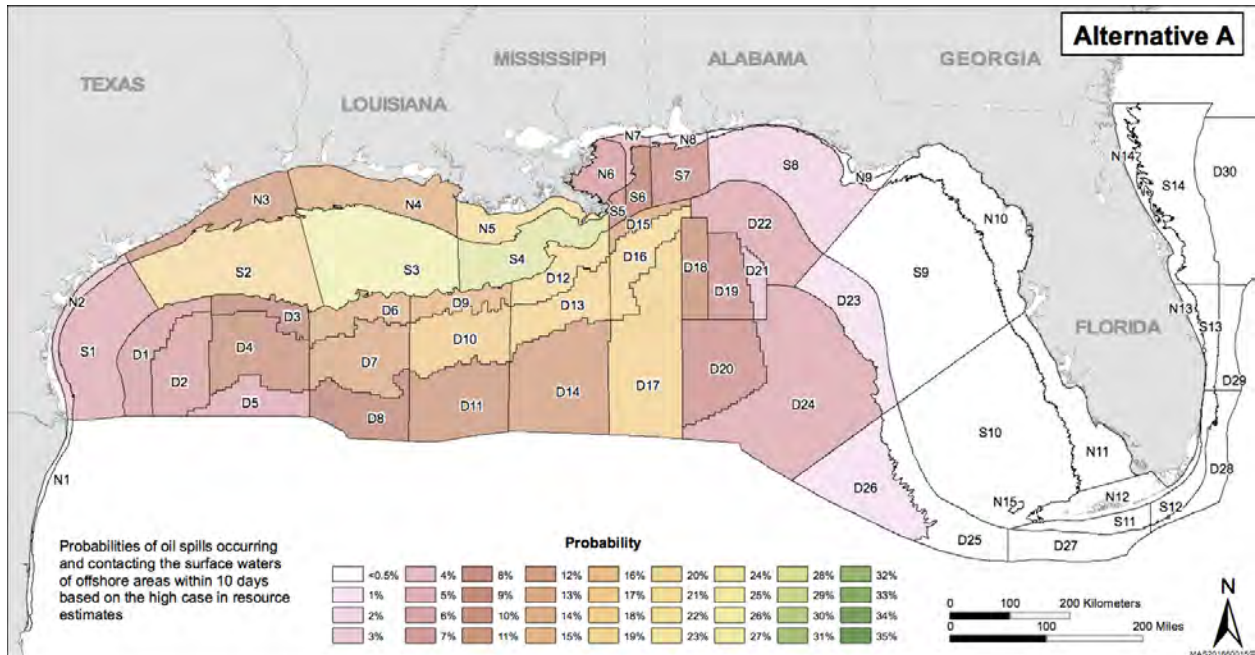 Alternative A
TEXAS
LOUISIANA
MISSISSIPPI
ALABAMA
GEORGIA
FLORIDA
N7
N8
N6
S6
S7
S5
S8
N9
N14
S14
D30
N3
N4
N5
D15
D22
N10
S2
S3
S4
D12
D16
D18
D21
D19
D23
S9
N2
D3
D6
D9
D13
N13
S13
S1
D1
D2
D4
D7
D10
D20
D29
D5
D8
D11
D14
D17
D24
S10
N11
N1
D26
N15
N12
S12
D28
S11
D25
D27
Probabilities of oil spills occurring
and contacting the surface waters
of offshore areas within 10 days
based on the high case in resource
estimates
Probability
<0.5% 4% 8% 12% 16% 20% 24% 28% 32%
1% 5% 9% 13% 17% 21% 25% 29% 33%
2% 6% 10% 14% 18% 22% 26% 30% 34%
3% 7% 11% 15% 19% 23% 27% 31% 35%
0 100 200 Kilometers
0 100 200 Miles
N